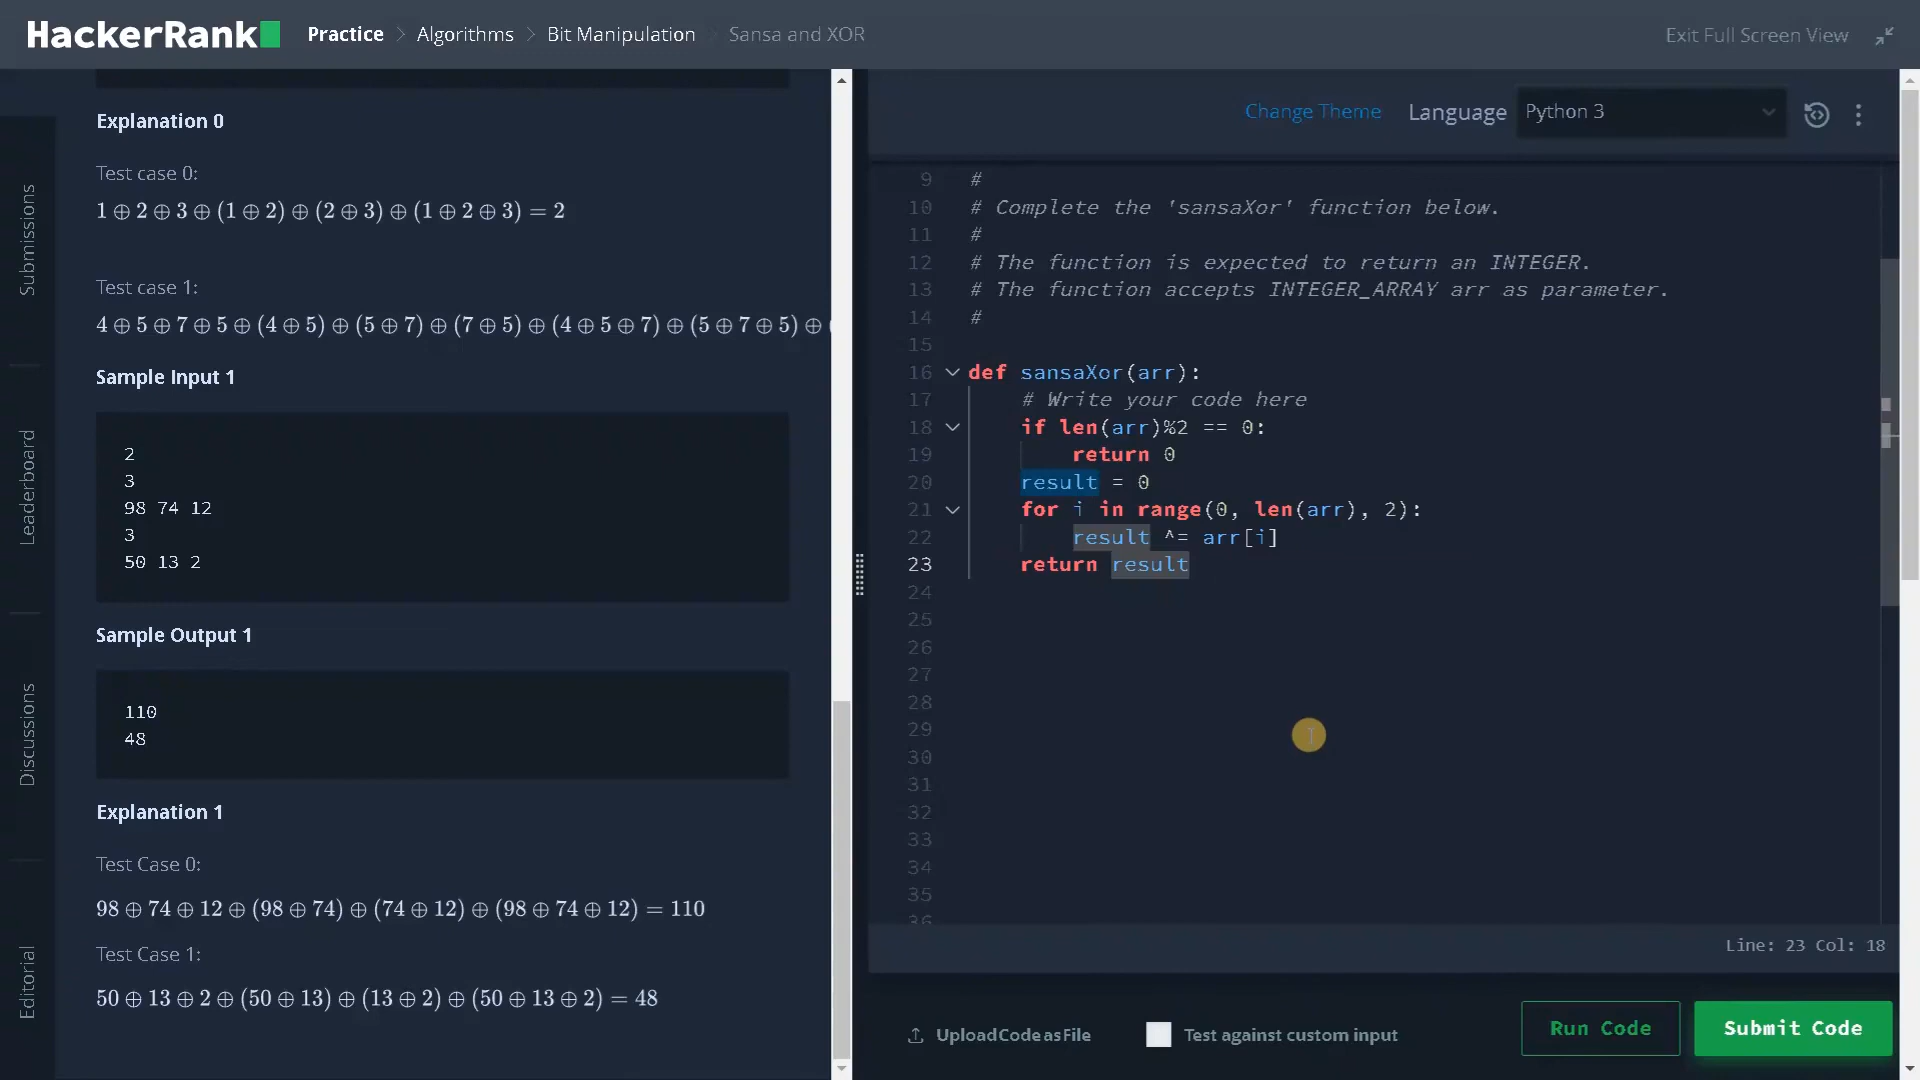 HackerRank Practice Algorithms Bit Manipulation Sansa and XOR Exit Full Screen View
Submissions
Leaderboard
Discussions
Editorial
Explanation 0
Test case 0:
1 ⊕ 2 ⊕ 3 ⊕ (1 ⊕ 2) ⊕ (2 ⊕ 3) ⊕ (1 ⊕ 2 ⊕ 3) = 2
Test case 1:
4 ⊕ 5 ⊕ 7 ⊕ 5 ⊕ (4 ⊕ 5) ⊕ (5 ⊕ 7) ⊕ (7 ⊕ 5) ⊕ (4 ⊕ 5 ⊕ 7) ⊕ (5 ⊕ 7 ⊕ 5) ⊕ (
Sample Input 1
2
3
98 74 12
3
50 13 2
Sample Output 1
110
48
Explanation 1
Test Case 0:
98 ⊕ 74 ⊕ 12 ⊕ (98 ⊕ 74) ⊕ (74 ⊕ 12) ⊕ (98 ⊕ 74 ⊕ 12) = 110
Test Case 1:
50 ⊕ 13 ⊕ 2 ⊕ (50 ⊕ 13) ⊕ (13 ⊕ 2) ⊕ (50 ⊕ 13 ⊕ 2) = 48
Change Theme Language Python 3
9 #
10 # Complete the 'sansaXor' function below.
11 #
12 # The function is expected to return an INTEGER.
13 # The function accepts INTEGER_ARRAY arr as parameter.
14 #
15
16 def sansaXor(arr):
17 # Write your code here
18 if len(arr)%2 == 0:
19 return 0
20 result = 0
21 for i in range(0, len(arr), 2):
22 result ^= arr[i]
23 return result
24
25
26
27
28
29
30
31
32
33
34
35
36
Line: 23 Col: 18
Upload Code as File Test against custom input Run Code Submit Code